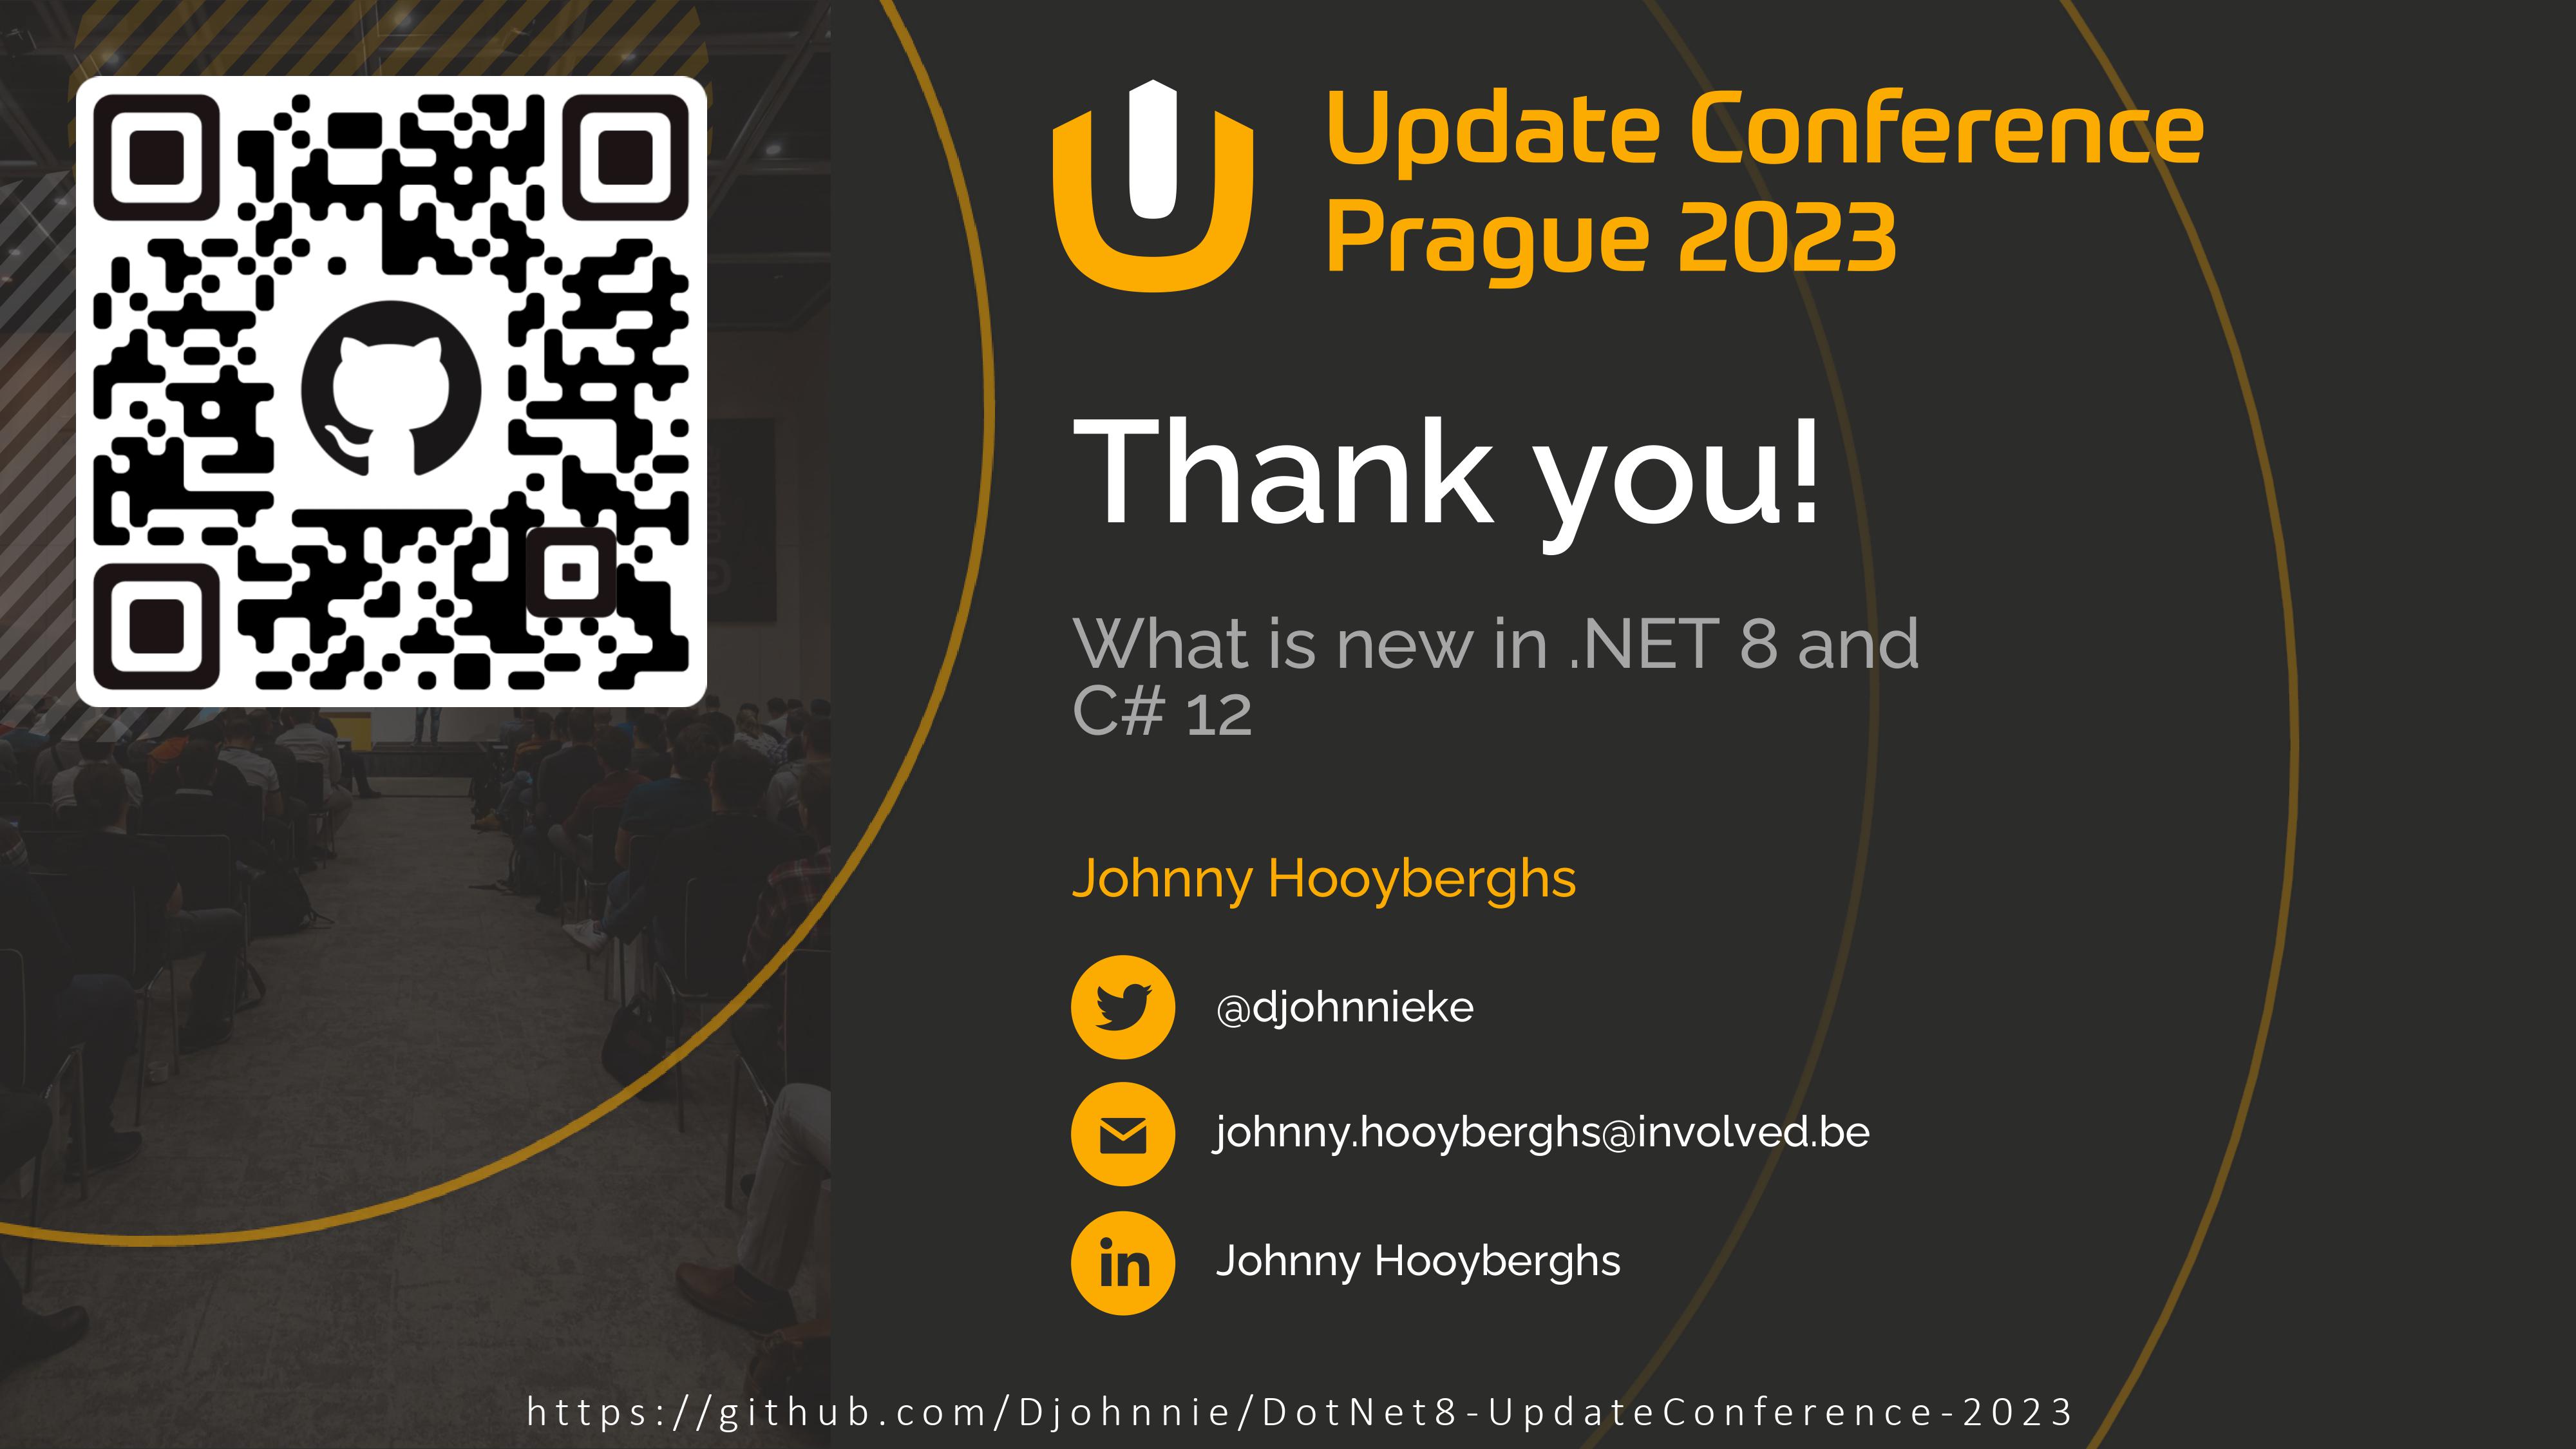 Update Conference
Prague 2023
Thank you!
What is new in .NET 8 and
C# 12
Johnny Hooyberghs
@djohnnieke
johnny.hooyberghs@involved.be
in
Johnny Hooyberghs
https://github.com/Djohnnie/DotNet8-UpdateConference-2023